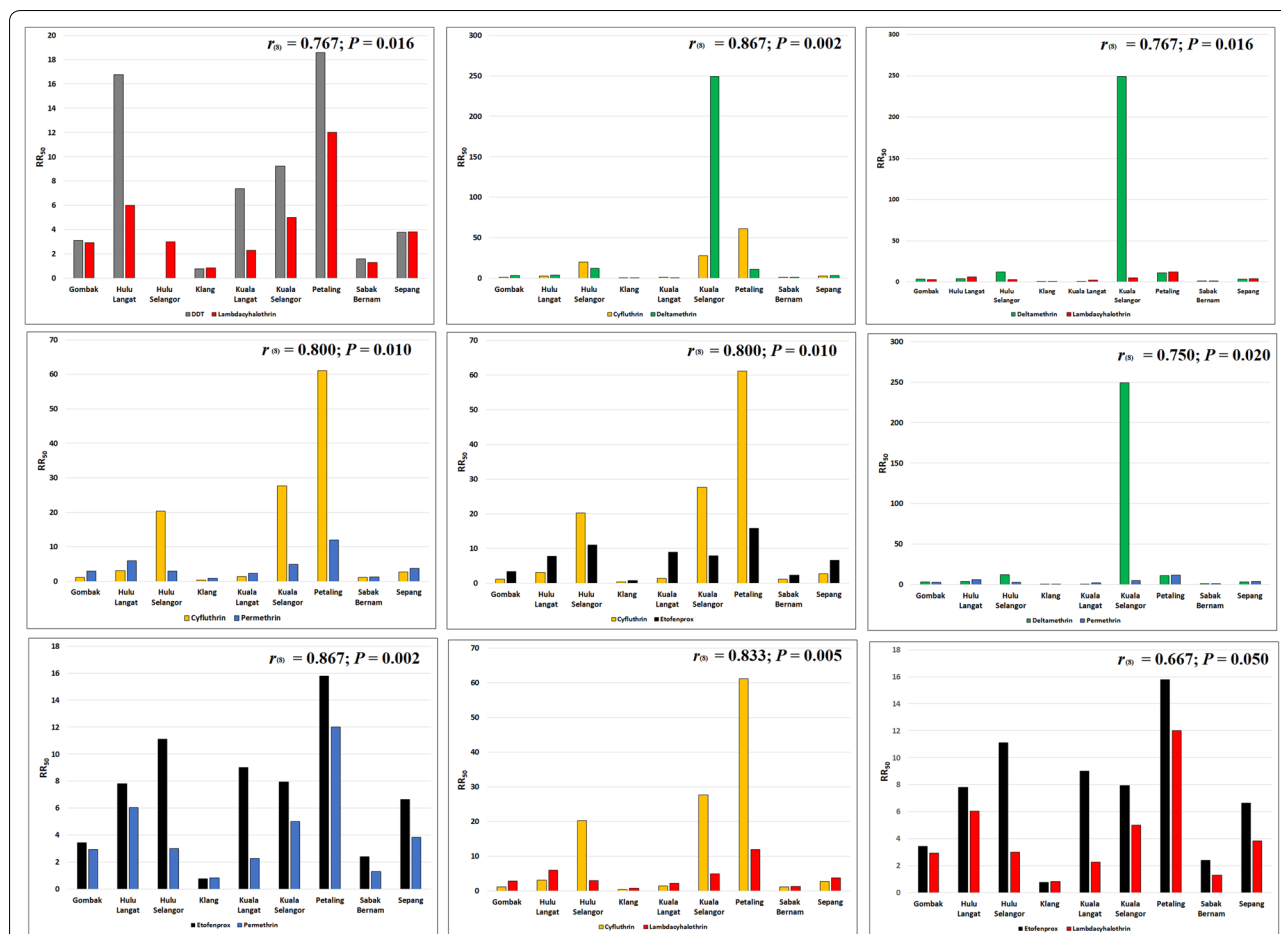 r(S) = 0.767; P = 0.016
20
18
16
14
12
10
8
6
4
2
0
RR50
Gombak
Hulu
Langat
Hulu
Selangor
Klang
Kuala
Langat
Kuala
Selangor
Petaling
Sabak
Bernam
Sepang
DDT
Lambdacyhalothrin
r(S) = 0.867; P = 0.002
300
250
200
150
100
50
0
RR50
Gombak
Hulu
Langat
Hulu
Selangor
Klang
Kuala
Langat
Kuala
Selangor
Petaling
Sabak
Bernam
Sepang
Cyfluthrin
Deltamethrin
r(S) = 0.767; P = 0.016
300
250
200
150
100
50
0
RR50
Gombak
Hulu Langat
Hulu
Selangor
Klang
Kuala Langat
Kuala
Selangor
Petaling
Sabak
Bernam
Sepang
Deltamethrin
Lambdacyhalothrin
r(S) = 0.800; P = 0.010
70
60
50
40
30
20
10
0
RR50
Gombak
Hulu
Langat
Hulu
Selangor
Klang
Kuala
Langat
Kuala
Selangor
Petaling
Sabak
Bernam
Sepang
Cyfluthrin
Permethrin
r(S) = 0.800; P = 0.010
70
60
50
40
30
20
10
0
RR50
Gombak
Hulu
Langat
Hulu
Selangor
Klang
Kuala
Langat
Kuala
Selangor
Petaling
Sabak
Bernam
Sepang
Cyfluthrin
Etofenprox
r(S) = 0.750; P = 0.020
300
250
200
150
100
50
0
RR50
Gombak
Hulu
Langat
Hulu
Selangor
Klang
Kuala
Langat
Kuala
Selangor
Petaling
Sabak
Bernam
Sepang
Deltamethrin
Permethrin
r(S) = 0.867; P = 0.002
18
16
14
12
10
8
6
4
2
0
RR50
Gombak
Hulu
Langat
Hulu
Selangor
Klang
Kuala
Langat
Kuala
Selangor
Petaling
Sabak
Bernam
Sepang
Etofenprox
Permethrin
r(S) = 0.833; P = 0.005
70
60
50
40
30
20
10
0
RR50
Gombak
Hulu
Langat
Hulu
Selangor
Klang
Kuala
Langat
Kuala
Selangor
Petaling
Sabak
Bernam
Sepang
Cyfluthrin
Lambdacyhalothrin
r(S) = 0.667; P = 0.050
18
16
14
12
10
8
6
4
2
0
RR50
Gombak
Hulu
Langat
Hulu
Selangor
Klang
Kuala
Langat
Kuala
Selangor
Petaling
Sabak
Bernam
Sepang
Etofenprox
Lambdacyhalothrin